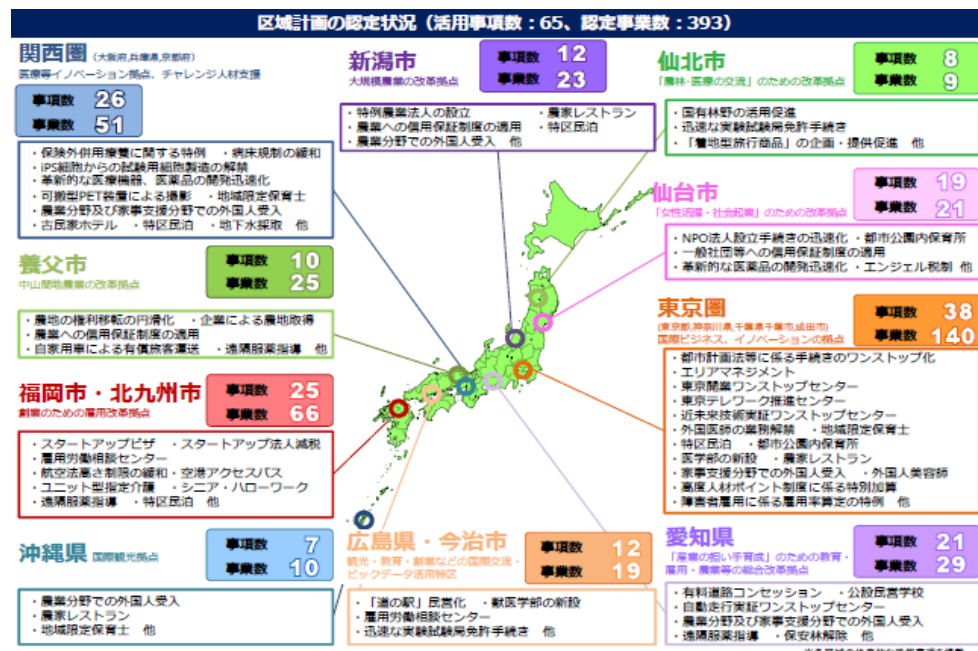 区域計画の認定状況（活用事項数：65、認定事業数：393）
関西圏 (大阪府,兵庫県,京都府)
医療等イノベーション拠点、チャレンジ人材支援
事項数 26
事業数 51
・保険外併用療養に関する特例 ・病床規制の緩和
・iPS細胞からの試験用細胞製造の解禁
・革新的な医療機器、医薬品の開発迅速化
・可搬型PET装置による撮影 ・地域限定保育士
・農業分野及び家事支援分野での外国人受入
・古民家ホテル ・特区民泊 ・地下水採取 他
新潟市
大規模農業の改革拠点
事項数 12
事業数 23
・特例農業法人の設立 ・農家レストラン
・農業への信用保証制度の適用 ・特区民泊
・農業分野での外国人受入 他
仙北市
「農林・医療の交流」のための改革拠点
事項数 8
事業数 9
・国有林野の活用促進
・迅速な実験試験局免許手続き
・「着地型旅行商品」の企画・提供促進 他
仙台市
「女性活躍・社会起業」のための改革拠点
事項数 19
事業数 21
・NPO法人設立手続きの迅速化 ・都市公園内保育所
・一般社団等への信用保証制度の適用
・革新的な医薬品の開発迅速化 ・エンジェル税制 他
養父市
中山間地農業の改革拠点
事項数 10
事業数 25
・農地の権利移転の円滑化 ・企業による農地取得
・農業への信用保証制度の適用
・自家用車による有償旅客運送 ・遠隔服薬指導 他
東京圏
(東京都,神奈川県,千葉県千葉市,成田市)
国際ビジネス、イノベーションの拠点
事項数 38
事業数 140
・都市計画法等に係る手続きのワンストップ化
・エリアマネジメント
・東京開業ワンストップセンター
・東京テレワーク推進センター
・近未来技術実証ワンストップセンター
・外国医師の業務解禁 ・地域限定保育士
・特区民泊 ・都市公園内保育所
・医学部の新設 ・農家レストラン
・家事支援分野での外国人受入 ・外国人美容師
・高度人材ポイント制度に係る特別加算
・障害者雇用に係る雇用率算定の特例 他
福岡市・北九州市
創業のための雇用改革拠点
事項数 25
事業数 66
・スタートアップビザ ・スタートアップ法人減税
・雇用労働相談センター
・航空法高さ制限の緩和・空港アクセスバス
・ユニット型指定介護 ・シニア・ハローワーク
・遠隔服薬指導 ・特区民泊 他
沖縄県 国際観光拠点
事項数 7
事業数 10
・農業分野での外国人受入
・農家レストラン
・地域限定保育士 他
広島県・今治市
観光・教育・創業などの国際交流・
ビックデータ活用特区
事項数 12
事業数 19
・「道の駅」民営化 ・獣医学部の新設
・雇用労働相談センター
・迅速な実験試験局免許手続き 他
愛知県
「産業の担い手育成」のための教育・
雇用・農業等の総合改革拠点
事項数 21
事業数 29
・有料道路コンセッション ・公設民営学校
・自動走行実証ワンストップセンター
・農業分野及び家事支援分野での外国人受入
・遠隔服薬指導 ・保安林解除 他